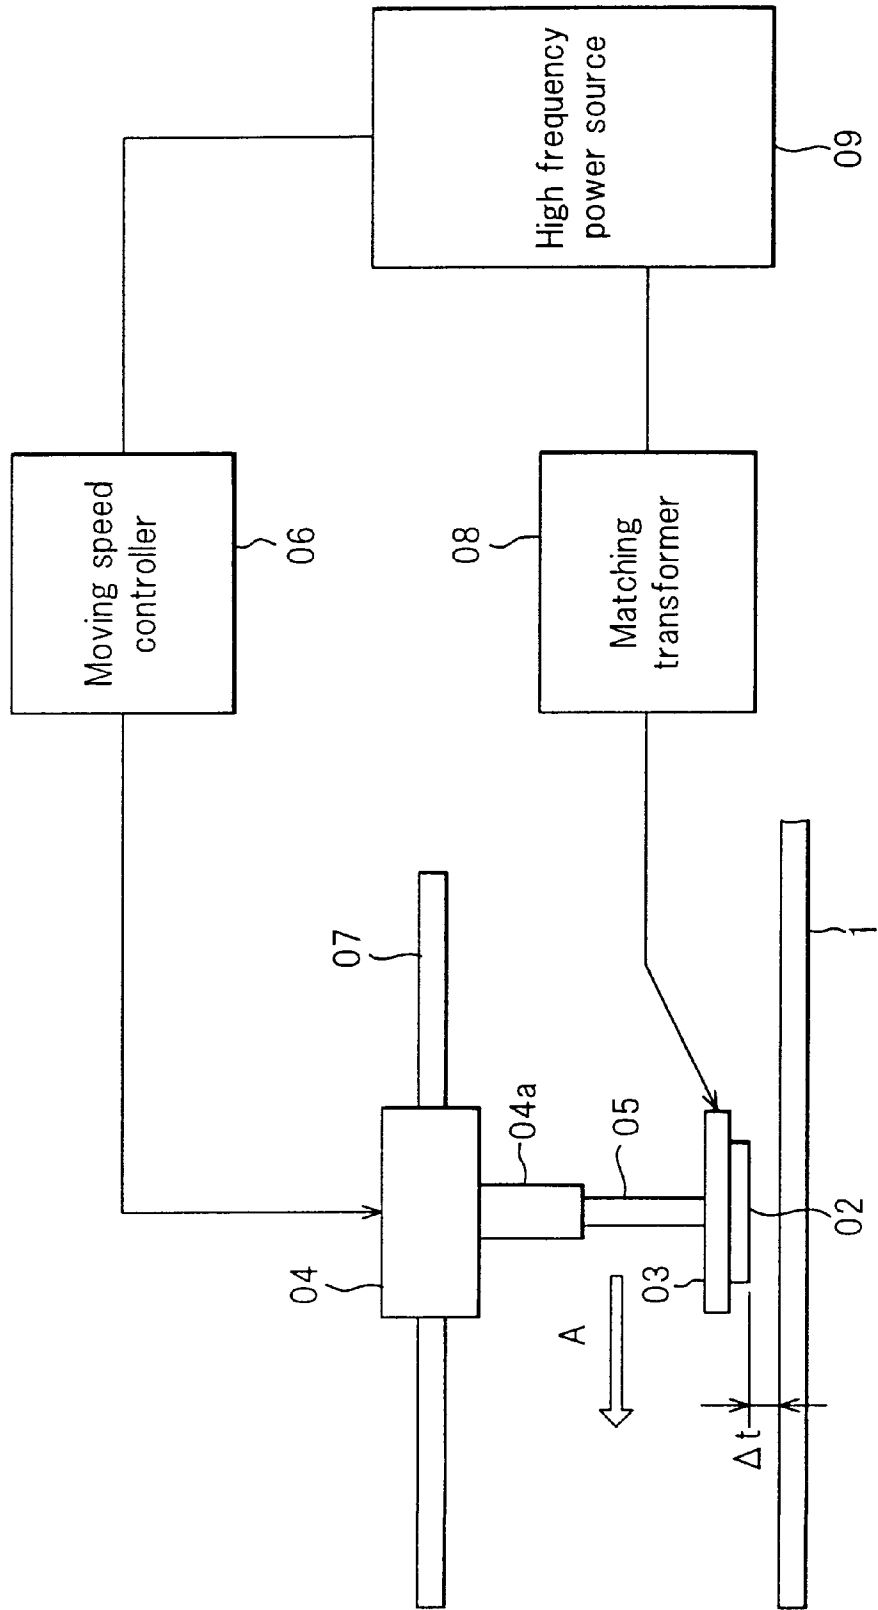 High frequency
power source
09
Moving speed
controller
06
08
Matching
transformer
07
1
04a
05
04
03
02
A
Δt